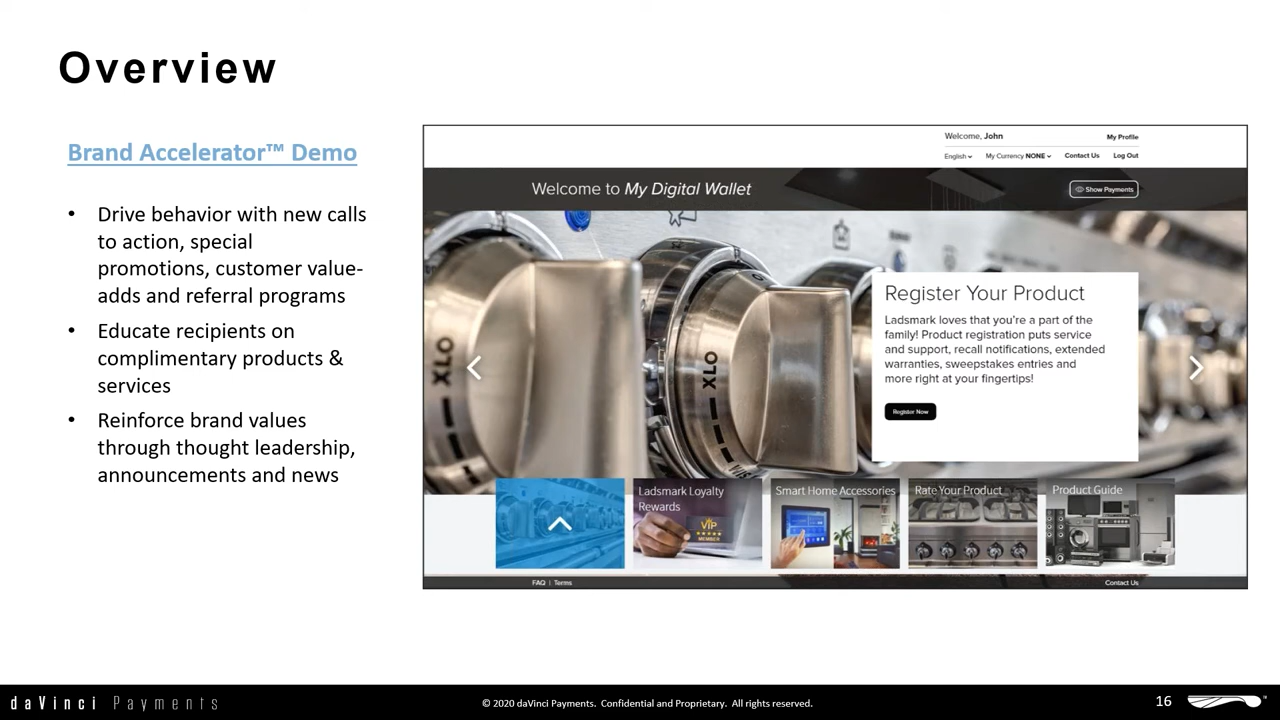 Overview
Brand Accelerator™ Demo
• Drive behavior with new calls
to action, special
promotions, customer value-
adds and referral programs
• Educate recipients on
complimentary products &
services
• Reinforce brand values
through thought leadership,
announcements and news
Welcome, John
My Profile
English
My Currency NONE
Contact Us
Log Out
Welcome to My Digital Wallet
Show Payments
XLO
XLO
Register Your Product
Ladsmark loves that you're a part of the
family! Product registration puts service
and support, recall notifications, extended
warranties, sweepstakes entries and
more right at your fingertips!
Register Now
Ladsmark Loyalty
Rewards
VIP
MEMBER
Smart Home Accessories
Rate Your Product
Product Guide
FAQ | Terms
Contact Us
daVinci Payments
© 2020 daVinci Payments. Confidential and Proprietary. All rights reserved.
16